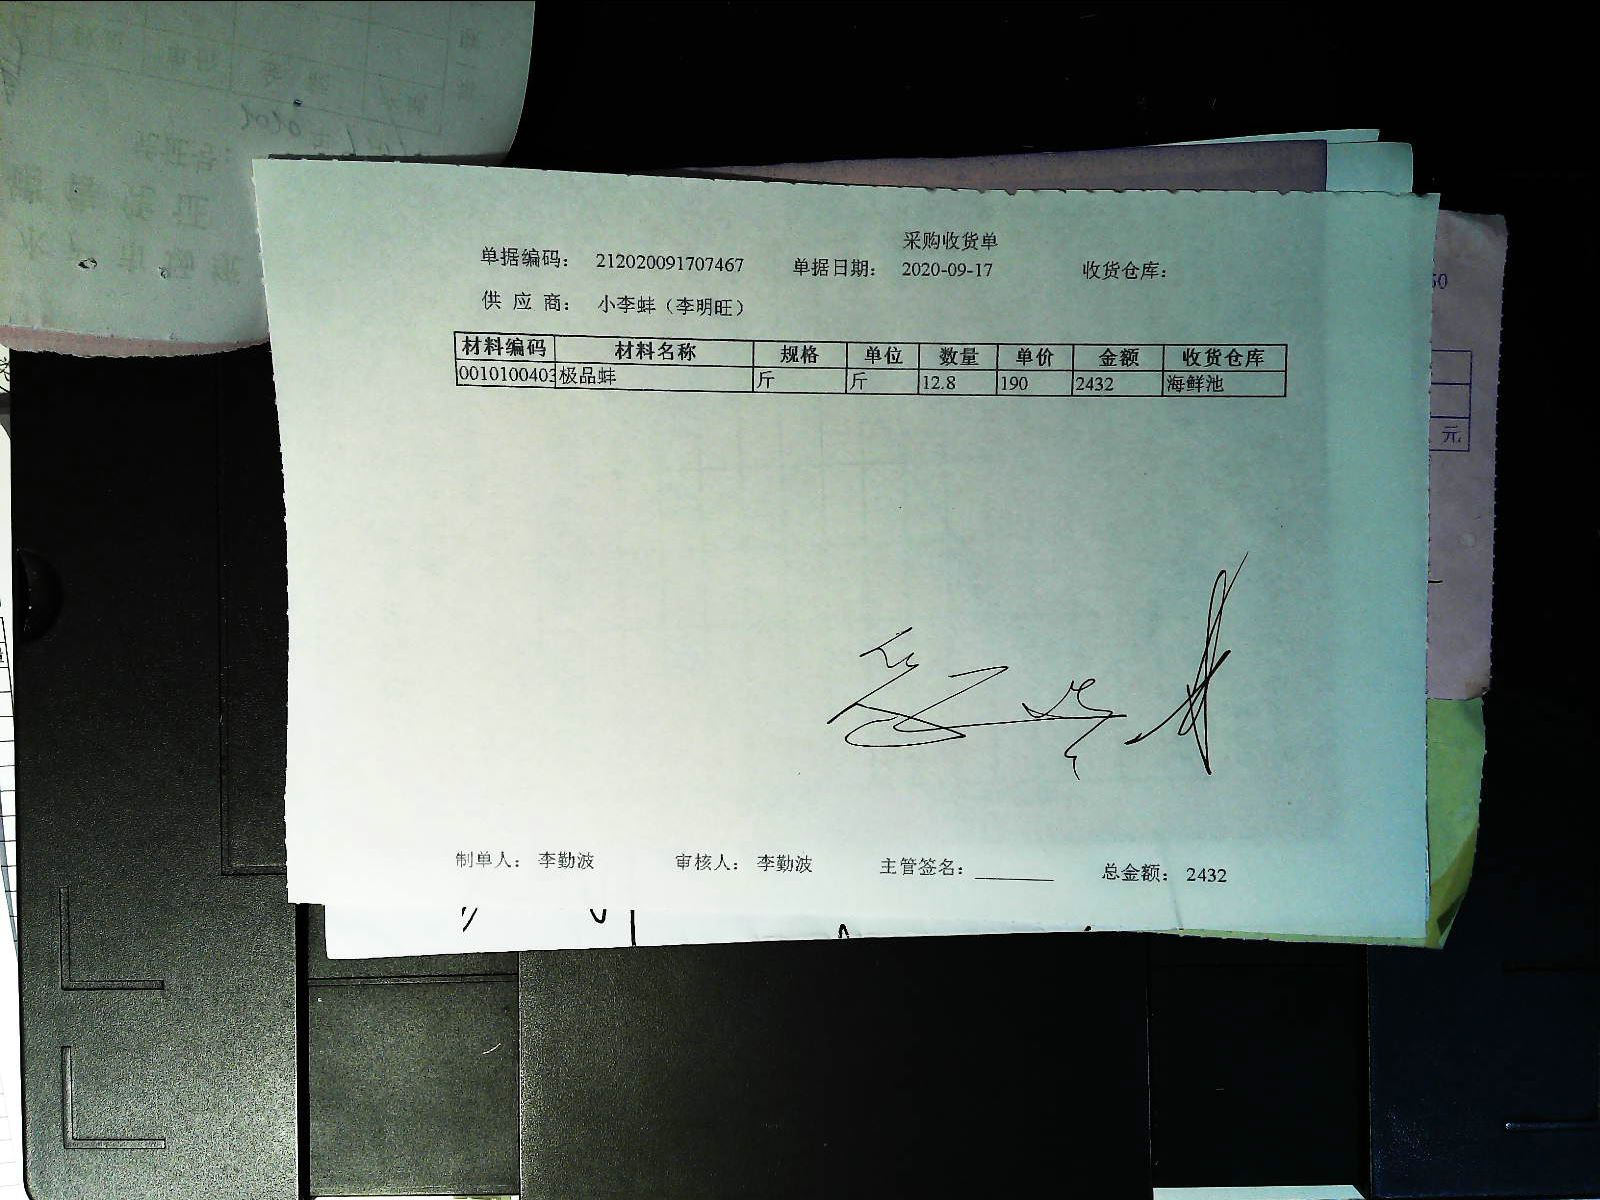 采购收货单
单据编码： 212020091707467 单据日期： 2020-09-17 收货仓库：
供 应 商： 小李蚌（李明旺）
材料编码 材料名称 规格 单位 数量 单价 金额 收货仓库
0010100403 极品蚌 斤 斤 12.8 190 2432 海鲜池
制单人： 李勤波 审核人： 李勤波 主管签名：________ 总金额： 2432
元